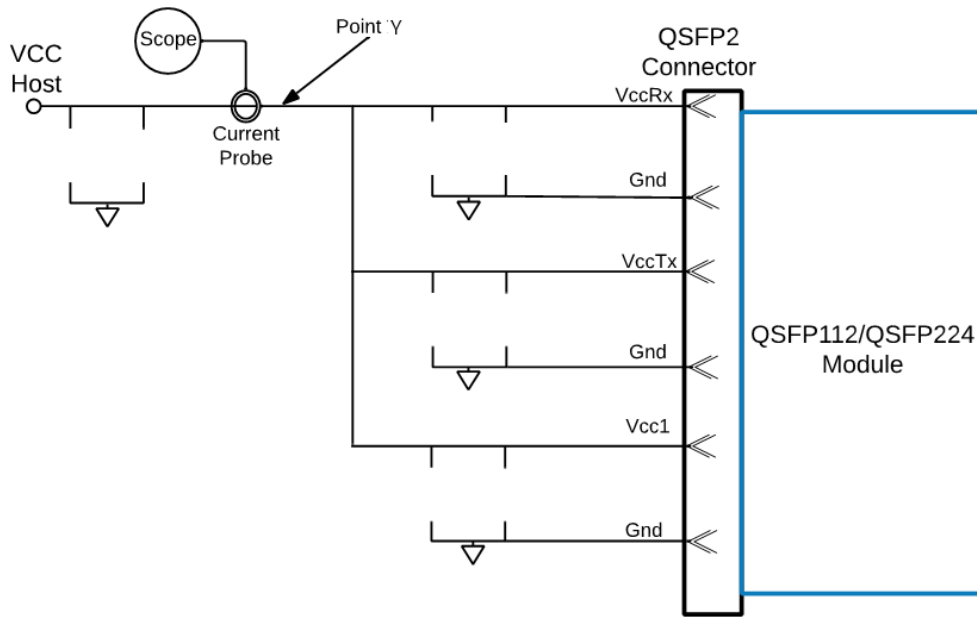 Scope
Point Y
QSFP2
Connector
VCC
Host
VccRx
Current
Probe
Gnd
VccTx
QSFP112/QSFP224
Module
Gnd
Vcc1
Gnd